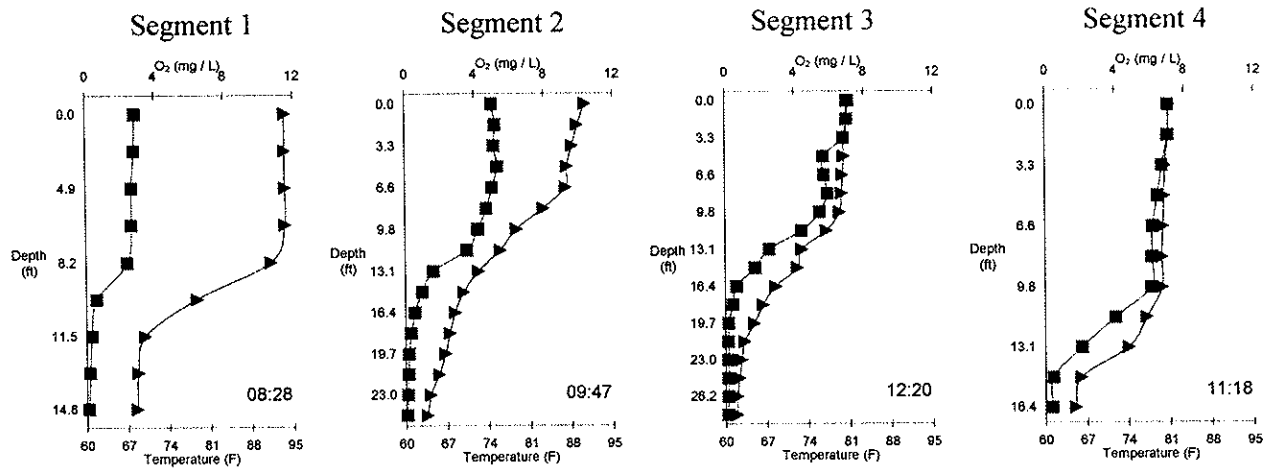 Segment 1
O₂ (mg / L)
0 4 8 12
0.0
4.9
Depth
(ft)
8.2
11.5
14.8
08:28
60 67 74 81 88 95
Temperature (F)
Segment 2
O₂ (mg / L)
0 4 8 12
0.0
3.3
6.6
9.8
Depth
(ft)
13.1
16.4
19.7
23.0
09:47
60 67 74 81 88 95
Temperature (F)
Segment 3
O₂ (mg / L)
0 4 8 12
0.0
3.3
6.6
9.8
Depth
(ft)
13.1
16.4
19.7
23.0
26.2
12:20
60 67 74 81 88 95
Temperature (F)
Segment 4
O₂ (mg / L)
0 4 8 12
0.0
3.3
6.6
Depth
(ft)
9.8
13.1
16.4
11:18
60 67 74 81 88 95
Temperature (F)